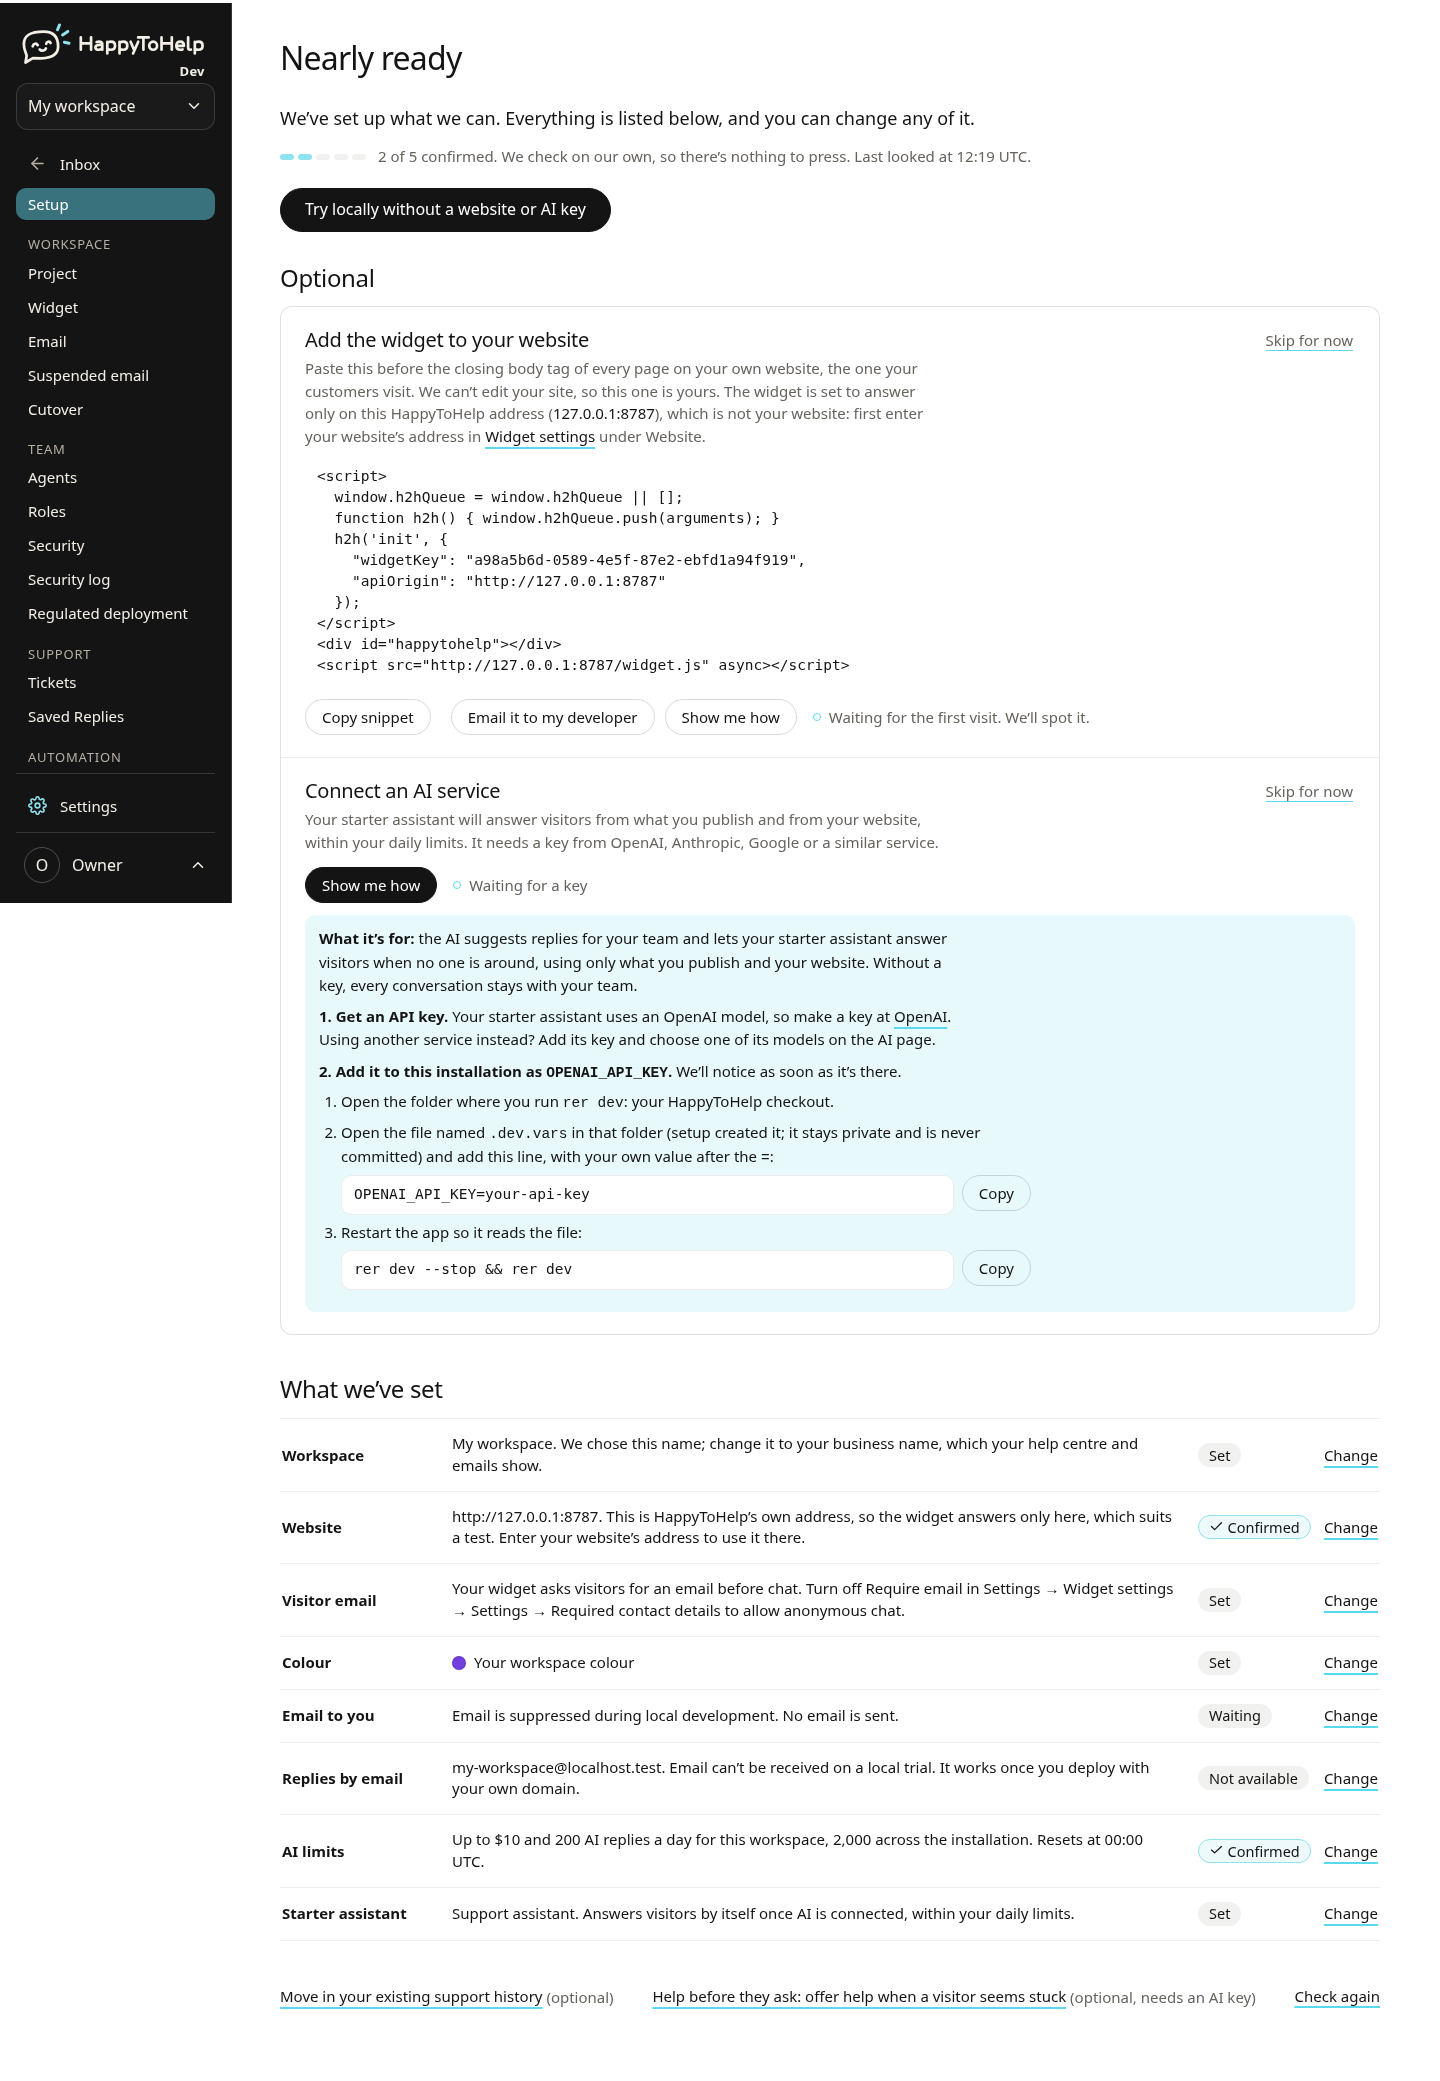 HappyToHelp
Dev
My workspace
Inbox
Setup
WORKSPACE
Project
Widget
Email
Suspended email
Cutover
TEAM
Agents
Roles
Security
Security log
Regulated deployment
SUPPORT
Tickets
Saved Replies
AUTOMATION
Settings
O Owner
Nearly ready
We’ve set up what we can. Everything is listed below, and you can change any of it.
2 of 5 confirmed. We check on our own, so there’s nothing to press. Last looked at 12:19 UTC.
Try locally without a website or AI key
Optional
Add the widget to your website
Skip for now
Paste this before the closing body tag of every page on your own website, the one your
customers visit. We can’t edit your site, so this one is yours. The widget is set to answer
only on this HappyToHelp address (127.0.0.1:8787), which is not your website: first enter
your website’s address in Widget settings under Website.
<script>
  window.h2hQueue = window.h2hQueue || [];
  function h2h() { window.h2hQueue.push(arguments); }
  h2h('init', {
    "widgetKey": "a98a5b6d-0589-4e5f-87e2-ebfd1a94f919",
    "apiOrigin": "http://127.0.0.1:8787"
  });
</script>
<div id="happytohelp"></div>
<script src="http://127.0.0.1:8787/widget.js" async></script>
Copy snippet Email it to my developer Show me how Waiting for the first visit. We’ll spot it.
Connect an AI service
Skip for now
Your starter assistant will answer visitors from what you publish and from your website,
within your daily limits. It needs a key from OpenAI, Anthropic, Google or a similar service.
Show me how Waiting for a key
What it’s for: the AI suggests replies for your team and lets your starter assistant answer
visitors when no one is around, using only what you publish and your website. Without a
key, every conversation stays with your team.
1. Get an API key. Your starter assistant uses an OpenAI model, so make a key at OpenAI.
Using another service instead? Add its key and choose one of its models on the AI page.
2. Add it to this installation as OPENAI_API_KEY. We’ll notice as soon as it’s there.
1. Open the folder where you run rer dev: your HappyToHelp checkout.
2. Open the file named .dev.vars in that folder (setup created it; it stays private and is never
committed) and add this line, with your own value after the =:
OPENAI_API_KEY=your-api-key Copy
3. Restart the app so it reads the file:
rer dev --stop && rer dev Copy
What we’ve set
Workspace
My workspace. We chose this name; change it to your business name, which your help centre and
emails show.
Set Change
Website
http://127.0.0.1:8787. This is HappyToHelp’s own address, so the widget answers only here, which suits
a test. Enter your website’s address to use it there.
✓ Confirmed Change
Visitor email
Your widget asks visitors for an email before chat. Turn off Require email in Settings → Widget settings
→ Settings → Required contact details to allow anonymous chat.
Set Change
Colour Your workspace colour Set Change
Email to you Email is suppressed during local development. No email is sent. Waiting Change
Replies by email
my-workspace@localhost.test. Email can’t be received on a local trial. It works once you deploy with
your own domain.
Not available Change
AI limits
Up to $10 and 200 AI replies a day for this workspace, 2,000 across the installation. Resets at 00:00
UTC.
✓ Confirmed Change
Starter assistant Support assistant. Answers visitors by itself once AI is connected, within your daily limits. Set Change
Move in your existing support history (optional) Help before they ask: offer help when a visitor seems stuck (optional, needs an AI key) Check again